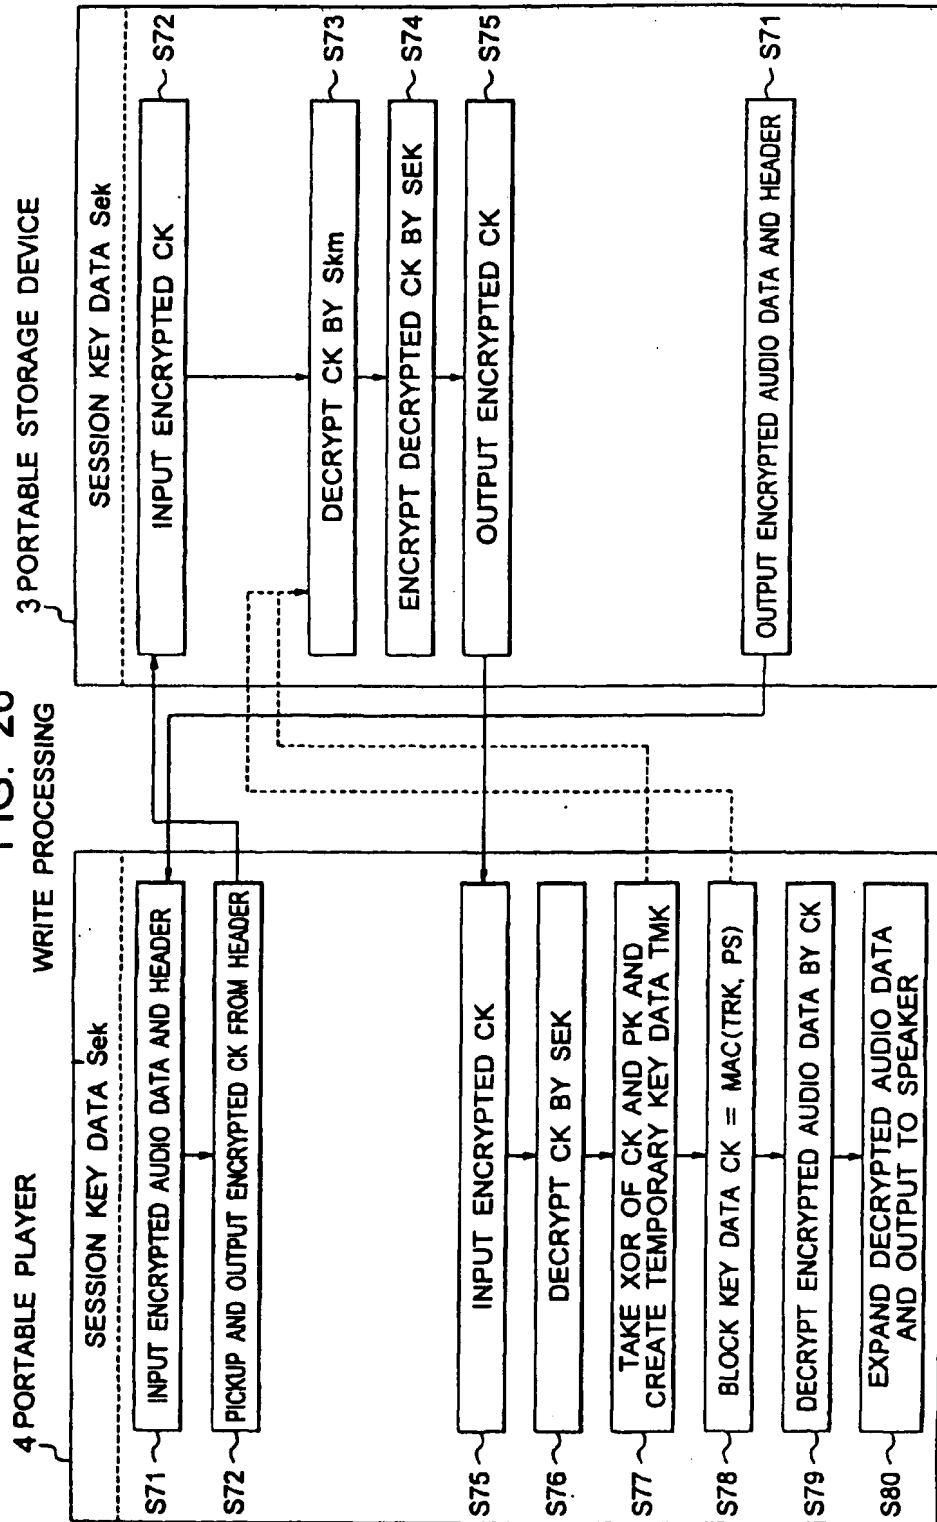 WRITE PROCESSING
4 PORTABLE PLAYER
SESSION KEY DATA Sek
S71
INPUT ENCRYPTED AUDIO DATA AND HEADER
S72
PICKUP AND OUTPUT ENCRYPTED CK FROM HEADER
S75
INPUT ENCRYPTED CK
S76
DECRYPT CK BY SEK
S77
TAKE XOR OF CK AND PK AND
CREATE TEMPORARY KEY DATA TMK
S78
BLOCK KEY DATA CK = MAC(TRK, PS)
S79
DECRYPT ENCRYPTED AUDIO DATA BY CK
S80
EXPAND DECRYPTED AUDIO DATA
AND OUTPUT TO SPEAKER
3 PORTABLE STORAGE DEVICE
SESSION KEY DATA Sek
INPUT ENCRYPTED CK
S72
DECRYPT CK BY Skm
S73
ENCRYPT DECRYPTED CK BY SEK
S74
OUTPUT ENCRYPTED CK
S75
OUTPUT ENCRYPTED AUDIO DATA AND HEADER
S71